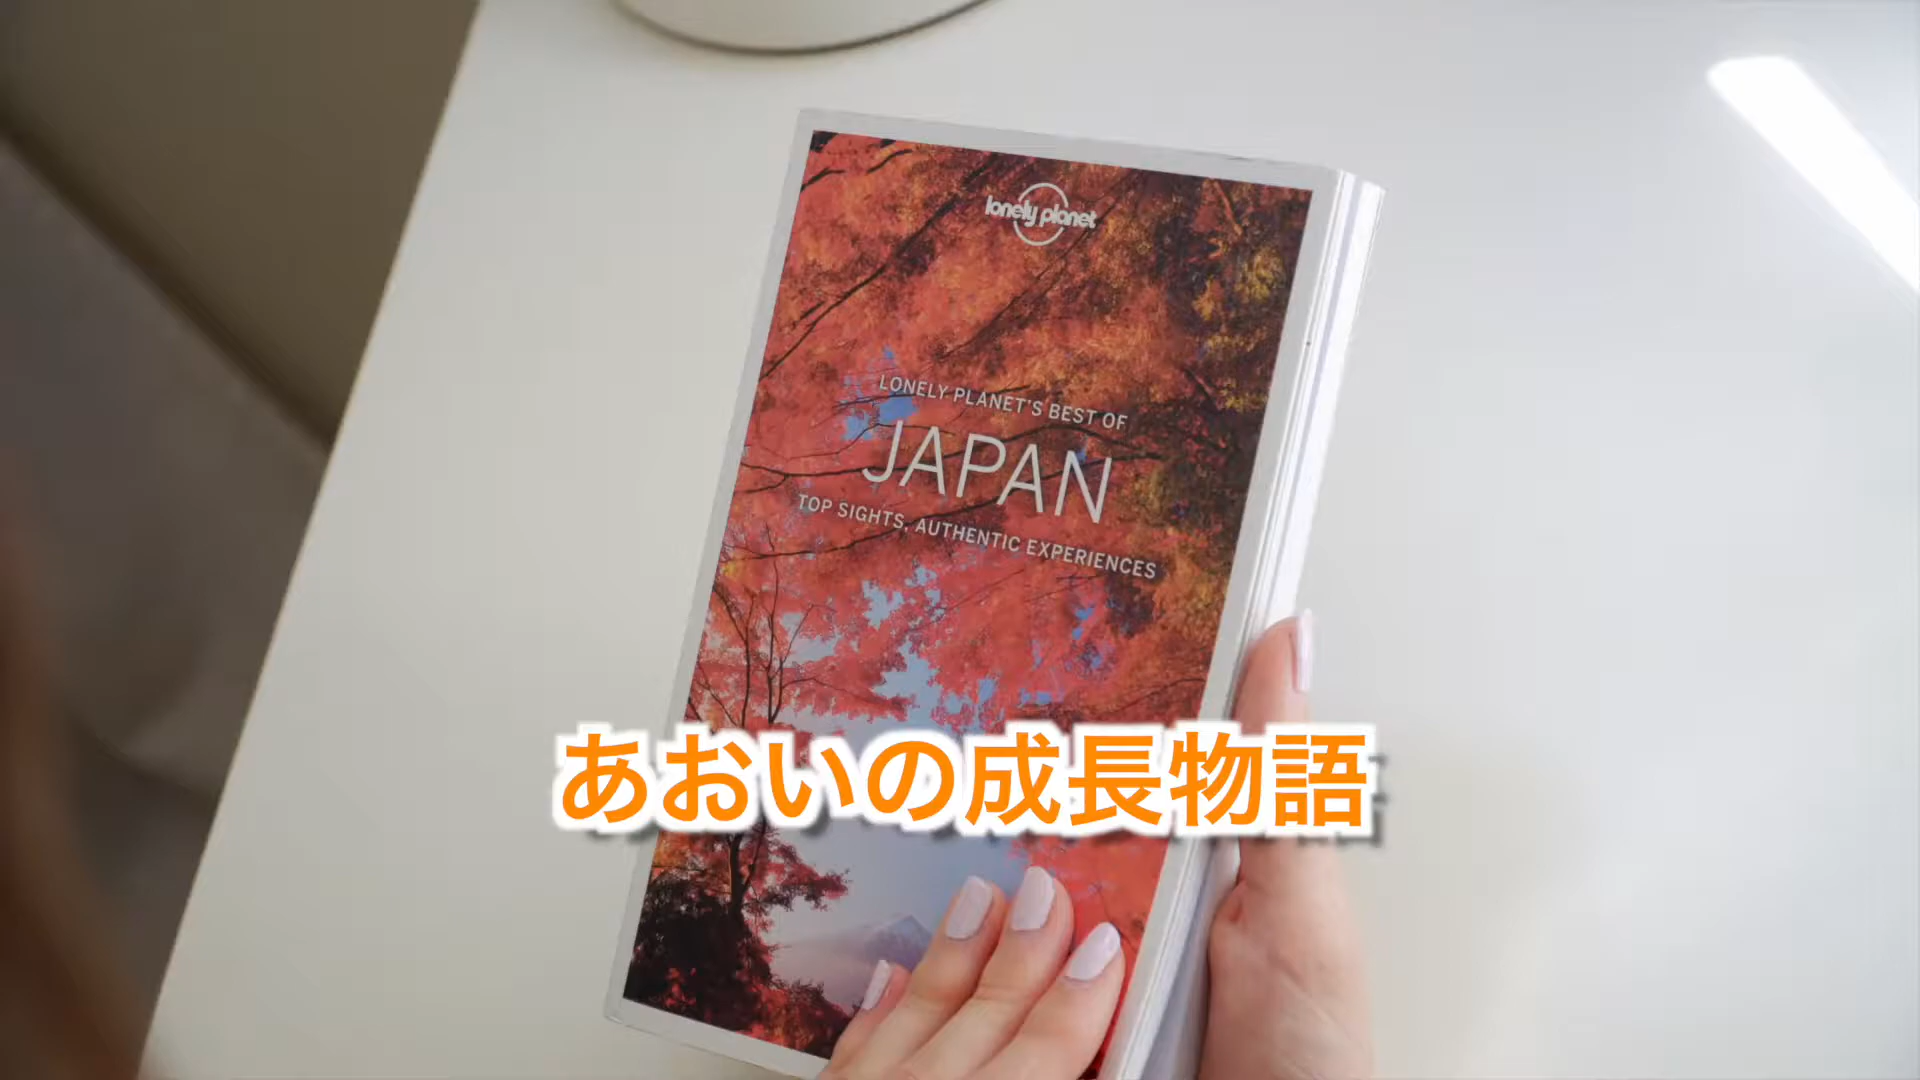 lonely planet
LONELY PLANET'S BEST OF
JAPAN
TOP SIGHTS, AUTHENTIC EXPERIENCES
あおいの成長物語